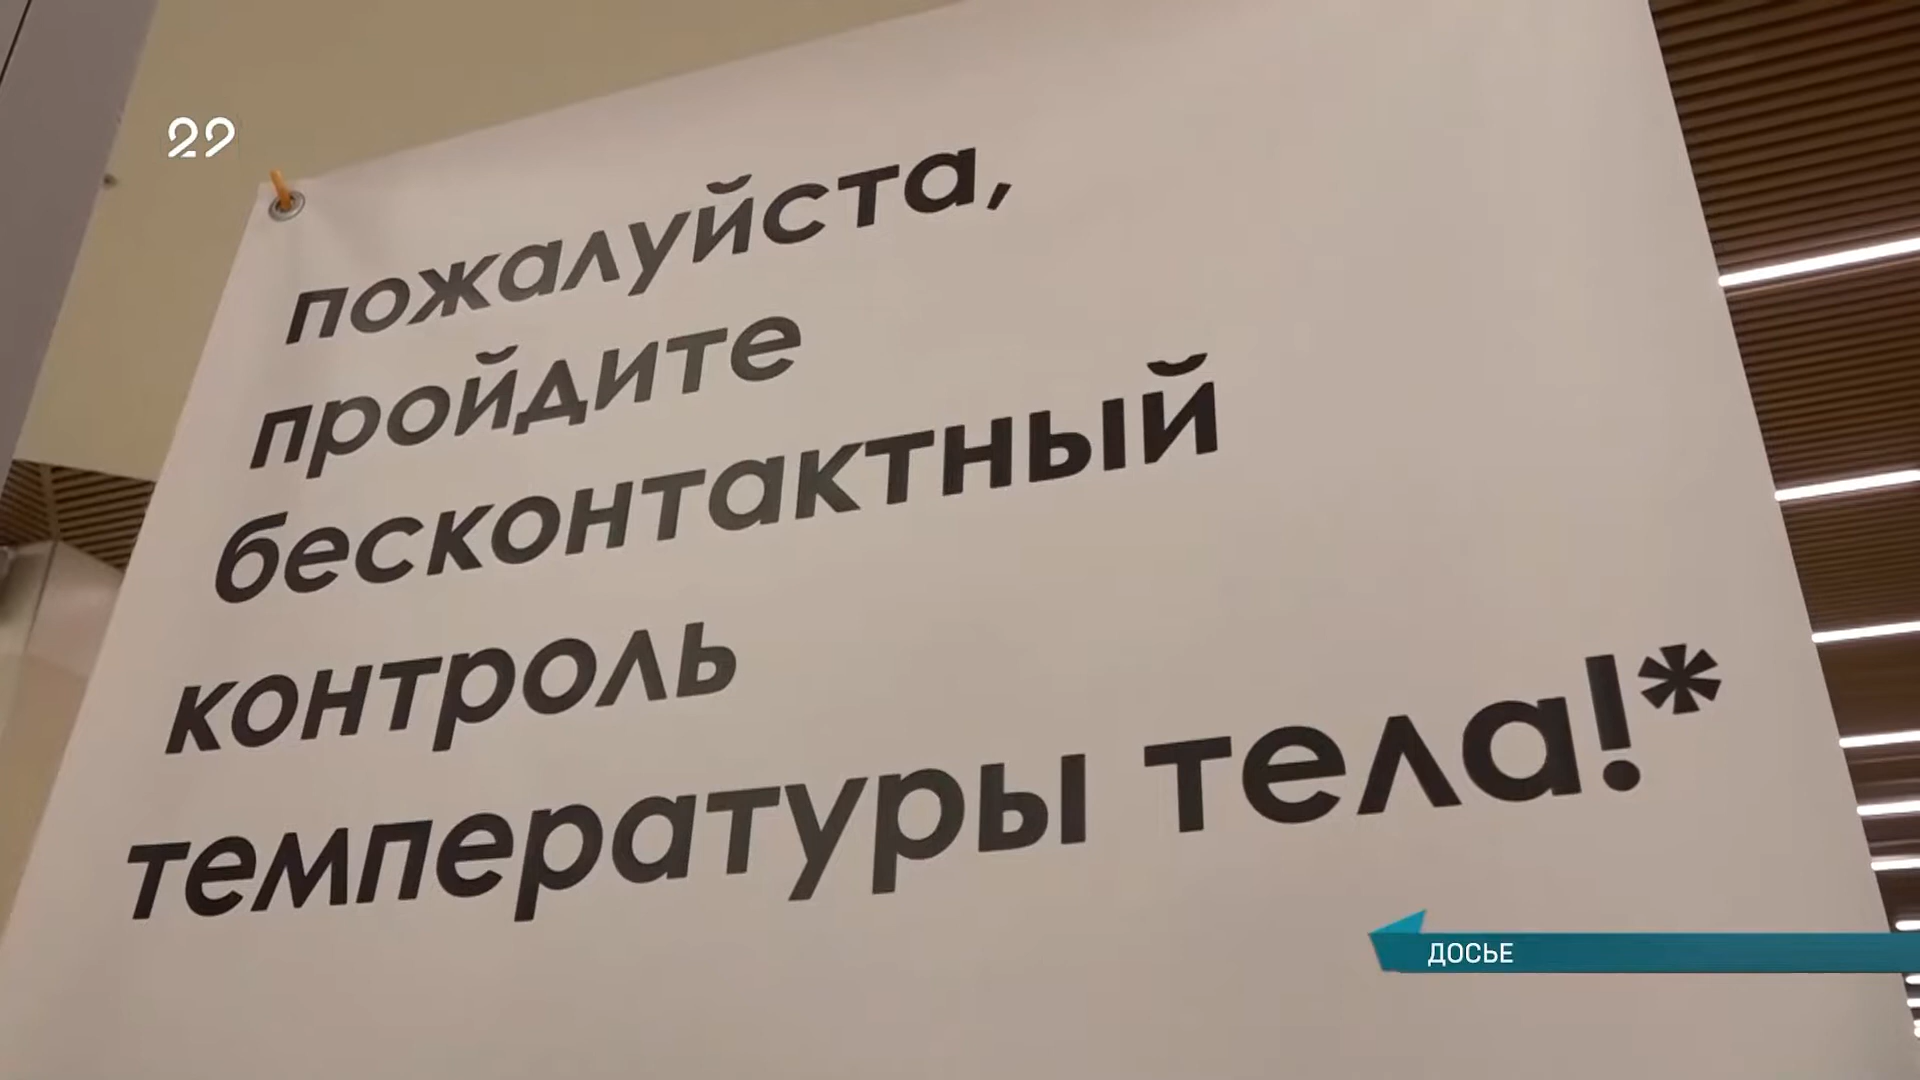 29
пожалуйста,
пройдите
бесконтактный
контроль
температуры тела!*
ДОСЬЕ